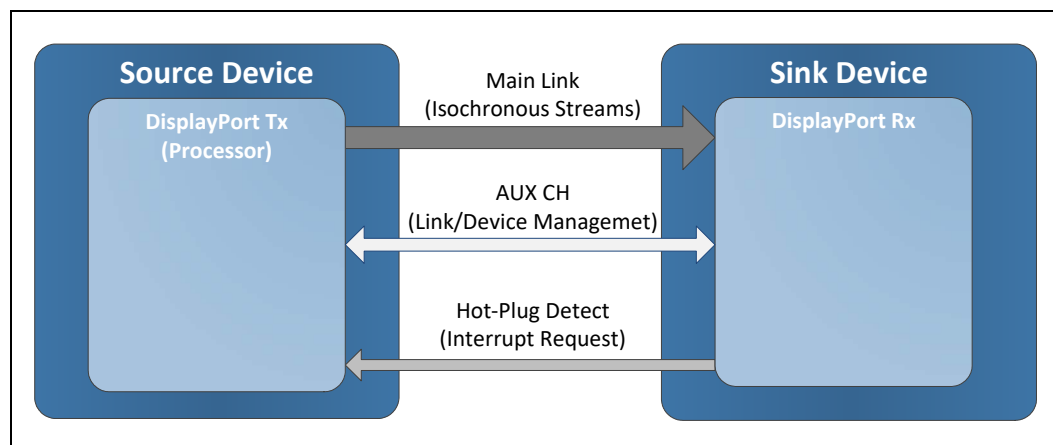 Source Device
DisplayPort Tx
(Processor)
Main Link
(Isochronous Streams)
AUX CH
(Link/Device Managemet)
Hot-Plug Detect
(Interrupt Request)
Sink Device
DisplayPort Rx